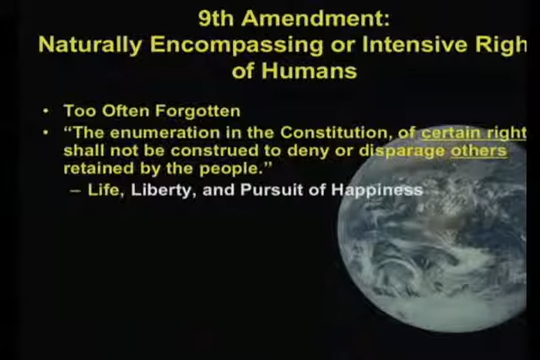 9th Amendment:
Naturally Encompassing or Intensive Righ
of Humans
• Too Often Forgotten
• “The enumeration in the Constitution, of certain right
shall not be construed to deny or disparage others
retained by the people.”
– Life, Liberty, and Pursuit of Happiness